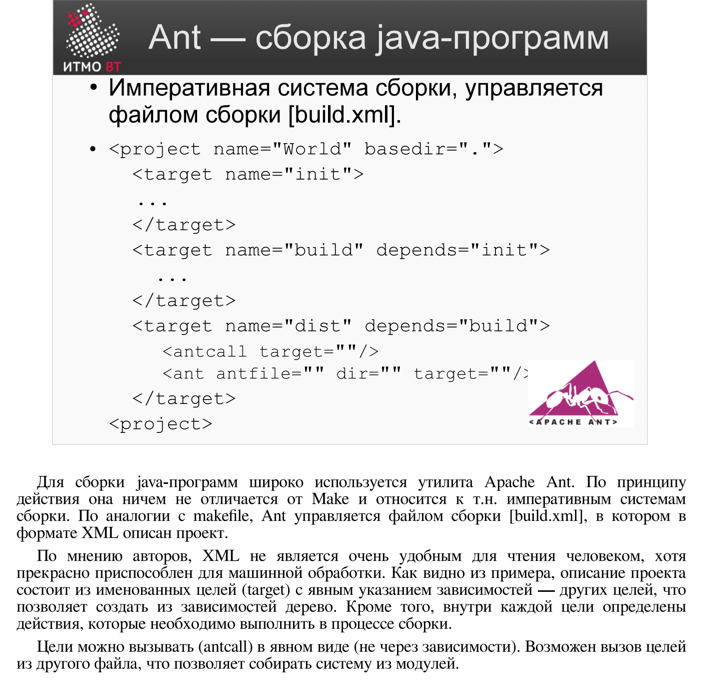 ИТМО ВТ
Ant — сборка java-программ
• Императивная система сборки, управляется
файлом сборки [build.xml].
• <project name="World" basedir=".">
<target name="init">
...
</target>
<target name="build" depends="init">
...
</target>
<target name="dist" depends="build">
<antcall target=""/>
<ant antfile="" dir="" target=""/>
</target>
<project>
<APACHE ANT>
Для сборки java-программ широко используется утилита Apache Ant. По принципу
действия она ничем не отличается от Make и относится к т.н. императивным системам
сборки. По аналогии с makefile, Ant управляется файлом сборки [build.xml], в котором в
формате XML описан проект.
По мнению авторов, XML не является очень удобным для чтения человеком, хотя
прекрасно приспособлен для машинной обработки. Как видно из примера, описание проекта
состоит из именованных целей (target) с явным указанием зависимостей — других целей, что
позволяет создать из зависимостей дерево. Кроме того, внутри каждой цели определены
действия, которые необходимо выполнить в процессе сборки.
Цели можно вызывать (antcall) в явном виде (не через зависимости). Возможен вызов целей
из другого файла, что позволяет собирать систему из модулей.